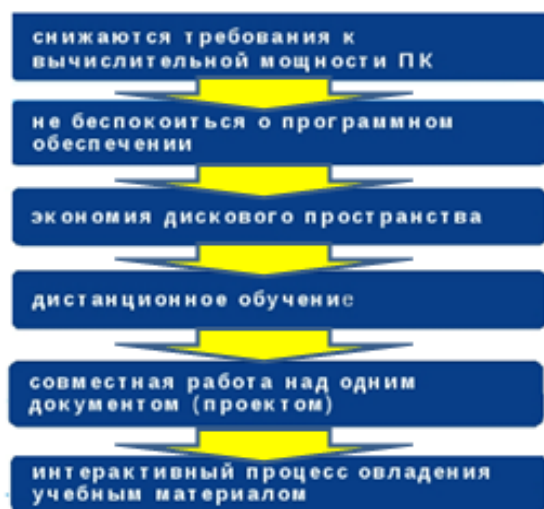 снижаются требования к
вычислительной мощности ПК
не беспокоиться о программном
обеспечении
экономия дискового пространства
дистанционное обучение
совместная работа над одним
документом (проектом)
интерактивный процесс овладения
учебным материалом